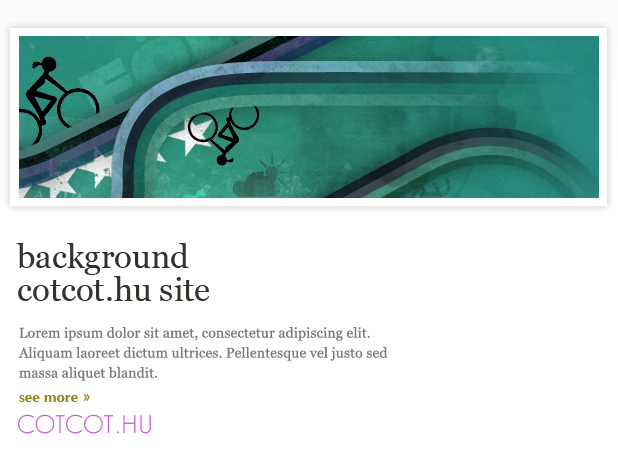 background
cotcot.hu site
Lorem ipsum dolor sit amet, consectetur adipiscing elit.
Aliquam laoreet dictum ultrices. Pellentesque vel justo sed
massa aliquet blandit.
see more »
COTCOT.HU